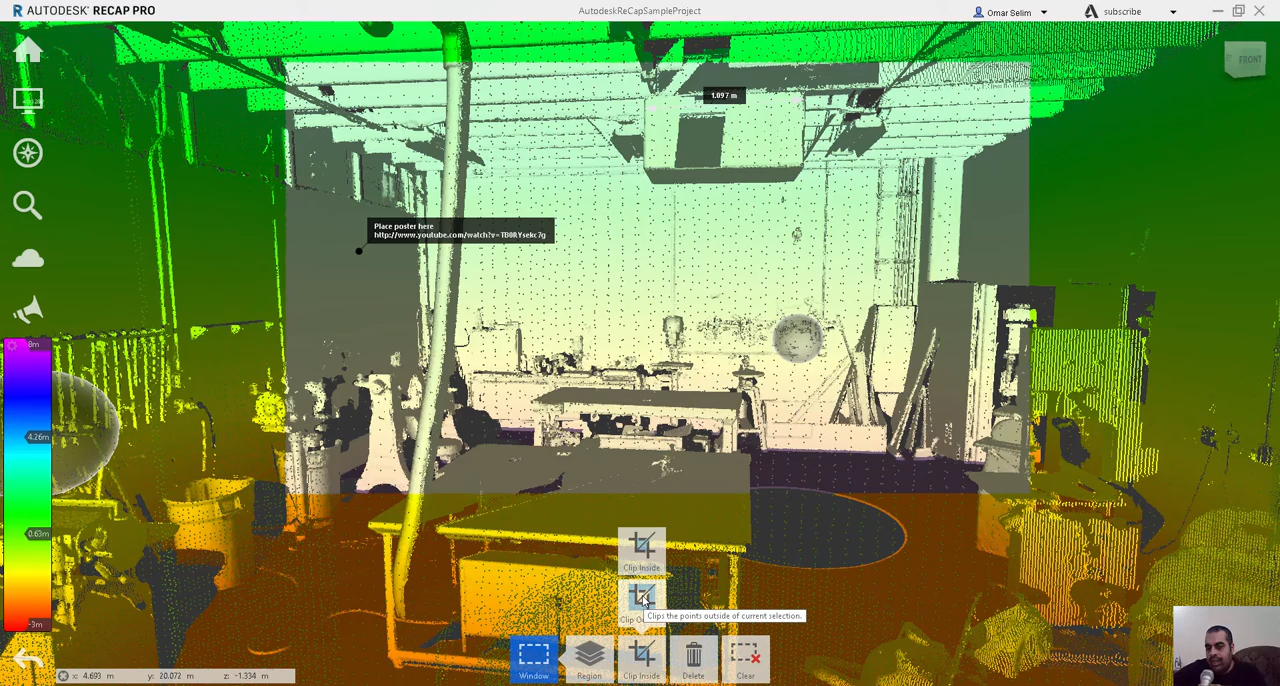 R AUTODESK® RECAP PRO
AutodeskReCapSampleProject
Omar Selim
subscribe
FRONT
1.097 m
Place poster here
http://www.youtube.com/watch?v=TB0RYsekc7g
8m
4.26m
0.63m
-3m
Clip Inside
Clips the points outside of current selection.
Window
Region
Clip Inside
Delete
Clear
x: 4.693 m y: 20.072 m z: -1.334 m